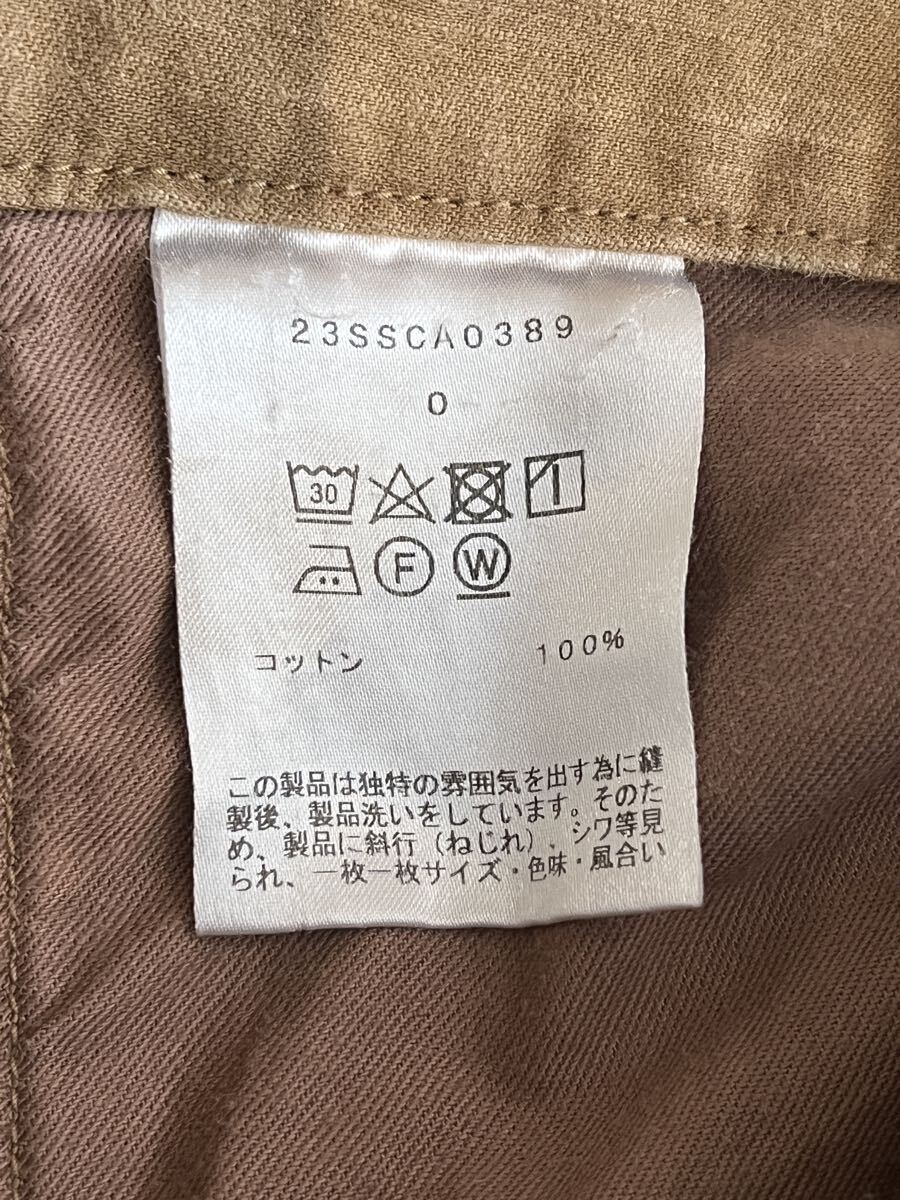 23SSCA0389
0
30
F W
コットン 100%
この製品は独特の雰囲気を出す為に縫
製後、製品洗いをしています。そのた
め、製品に斜行（ねじれ）、シワ等見
られ、一枚一枚サイズ・色味・風合い